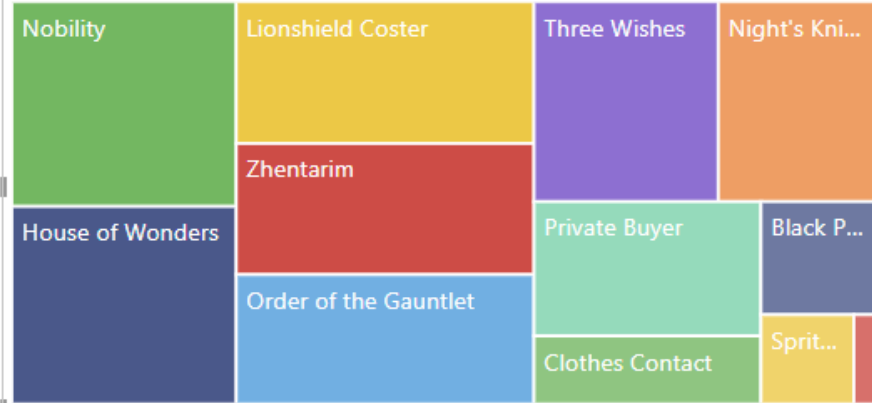 Nobility
House of Wonders
Lionshield Coster
Zhentarim
Order of the Gauntlet
Three Wishes
Night's Kni...
Private Buyer
Clothes Contact
Black P...
Sprit...